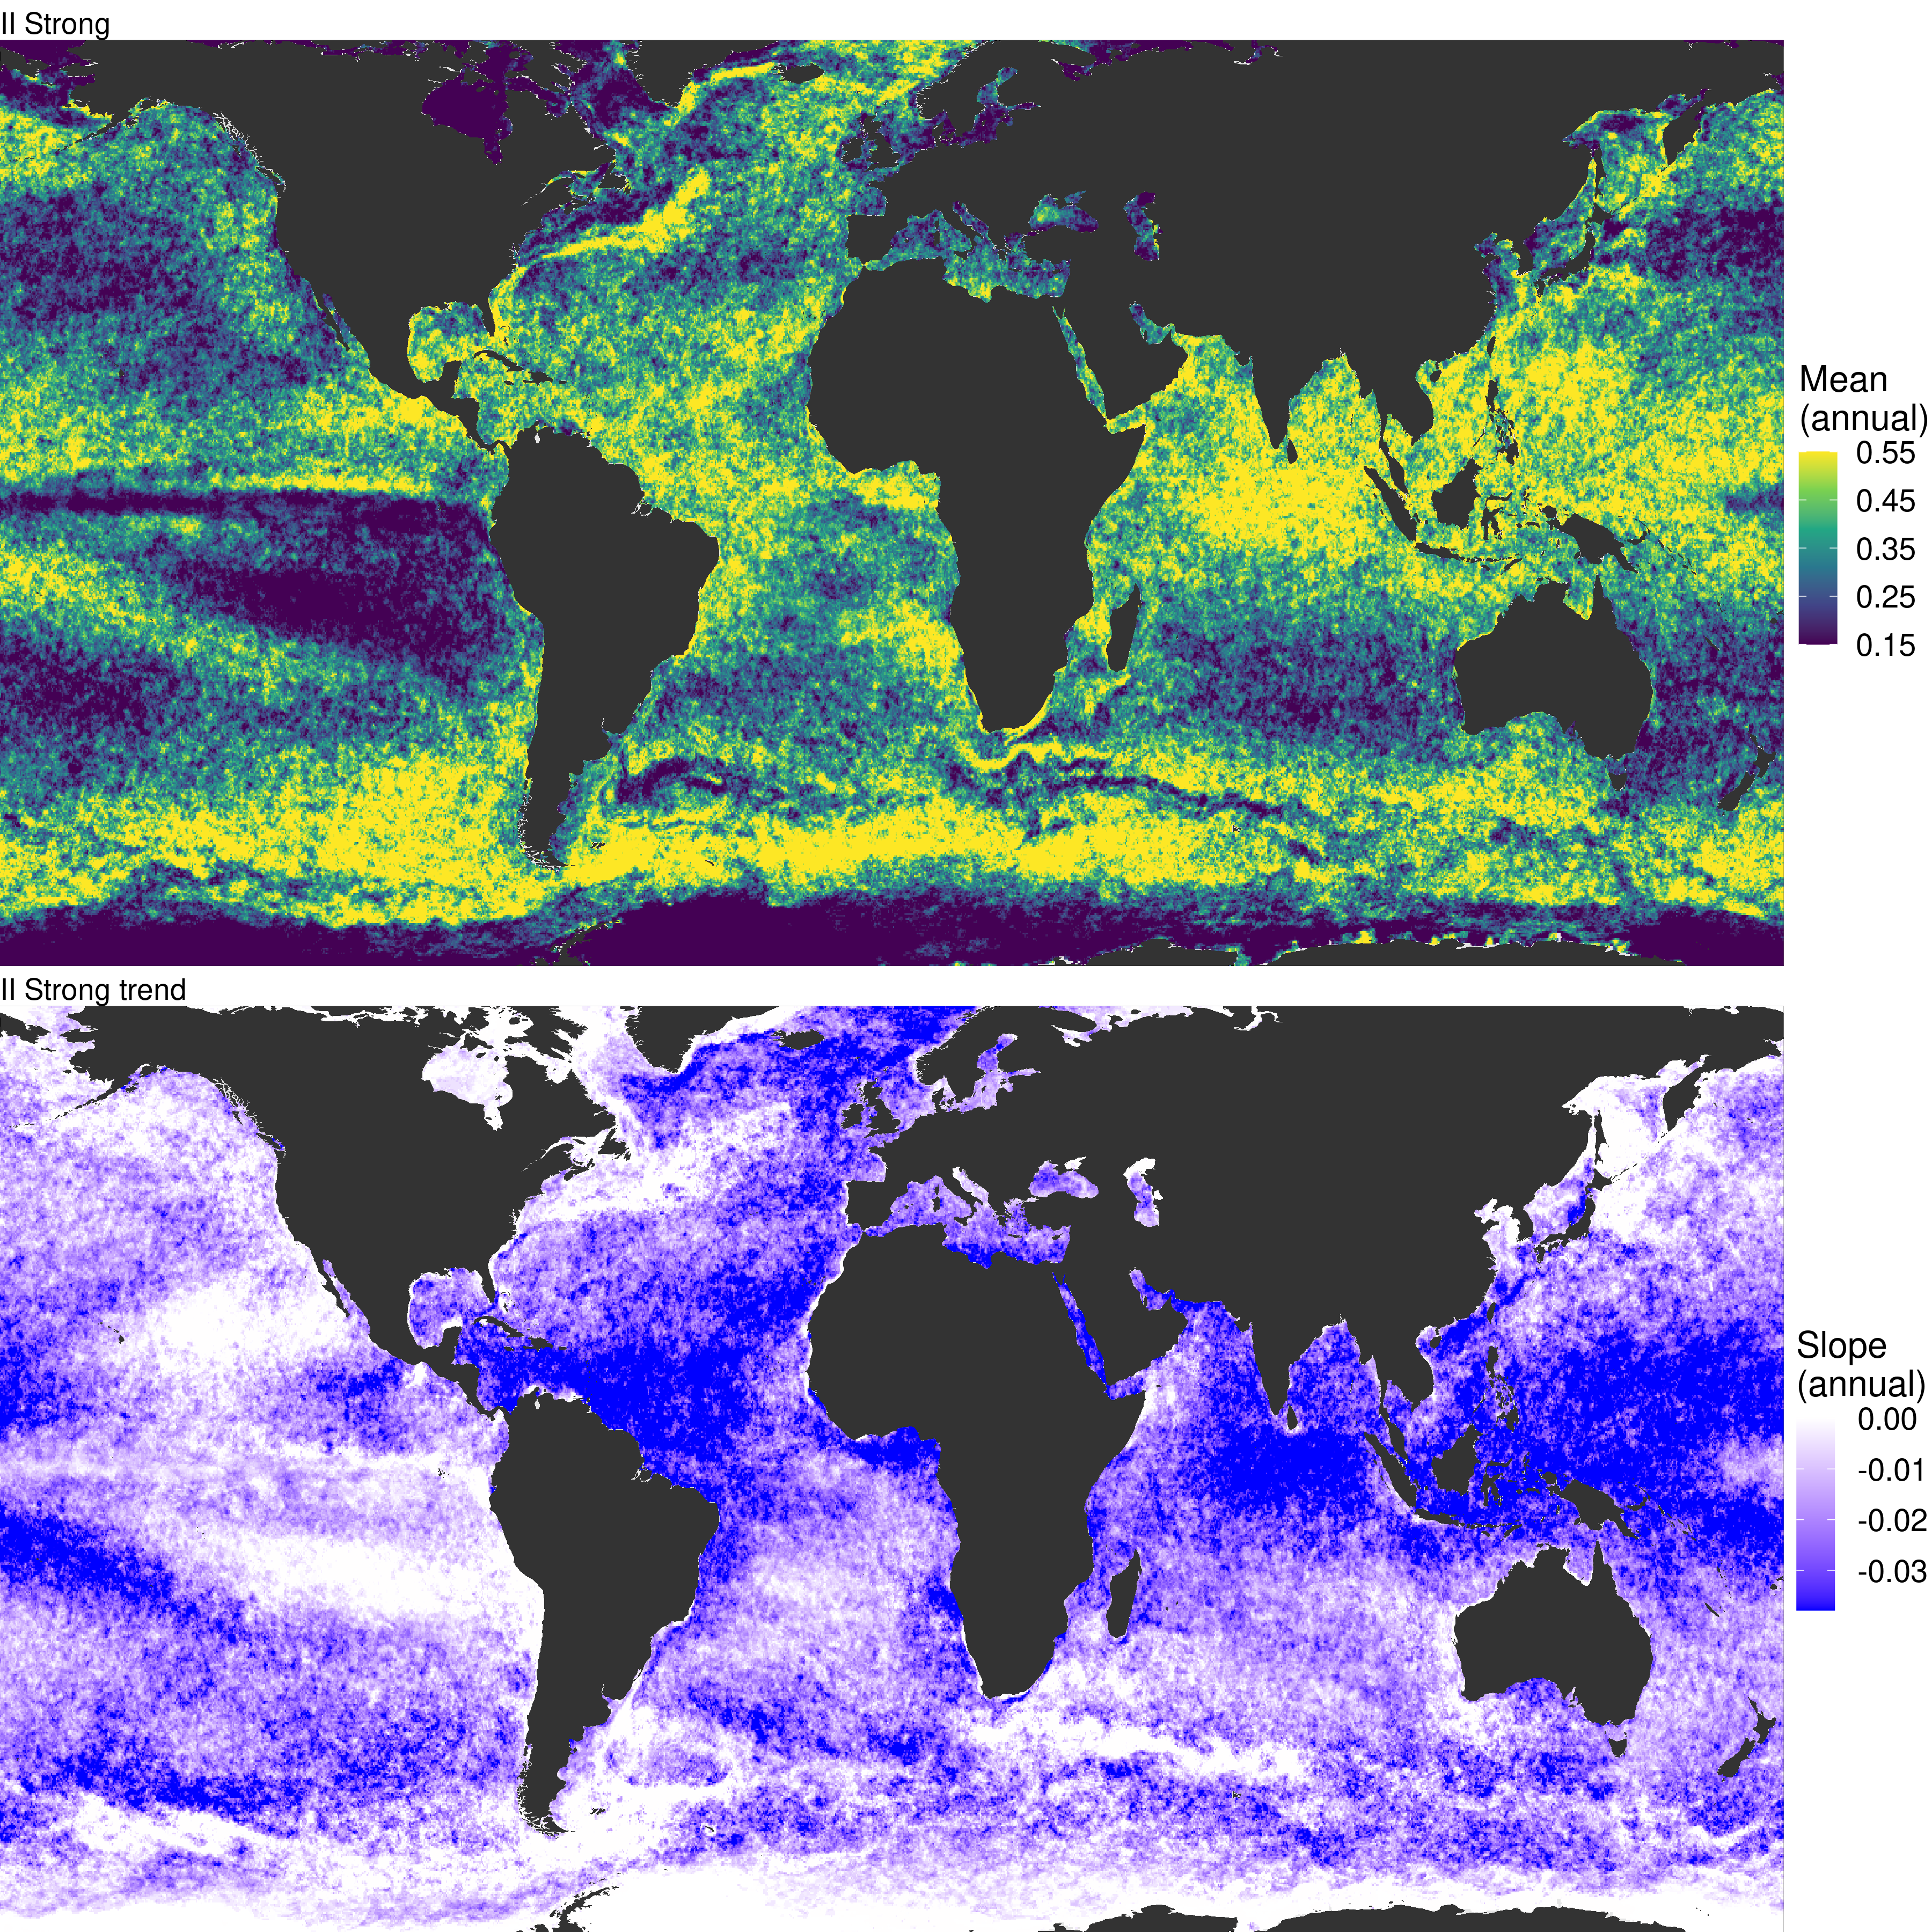 II Strong
Mean
(annual)
0.55
0.45
0.35
0.25
0.15
II Strong trend
Slope
(annual)
0.00
-0.01
-0.02
-0.03